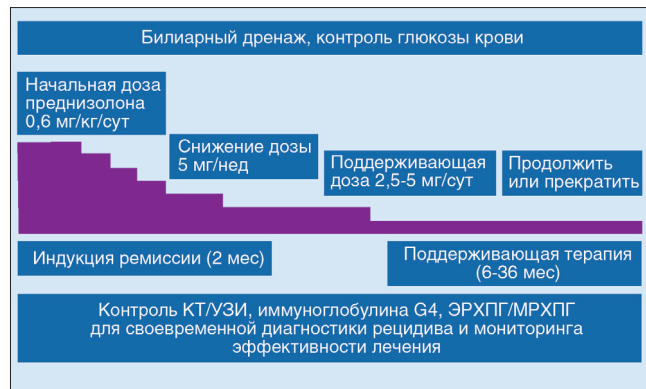 Билиарный дренаж, контроль глюкозы крови
Начальная доза
преднизолона
0,6 мг/кг/сут
Снижение дозы
5 мг/нед
Поддерживающая
доза 2,5-5 мг/сут
Продолжить
или прекратить
Индукция ремиссии (2 мес)
Поддерживающая терапия
(6-36 мес)
Контроль КТ/УЗИ, иммуноглобулина G4, ЭРХПГ/МРХПГ
для своевременной диагностики рецидива и мониторинга
эффективности лечения